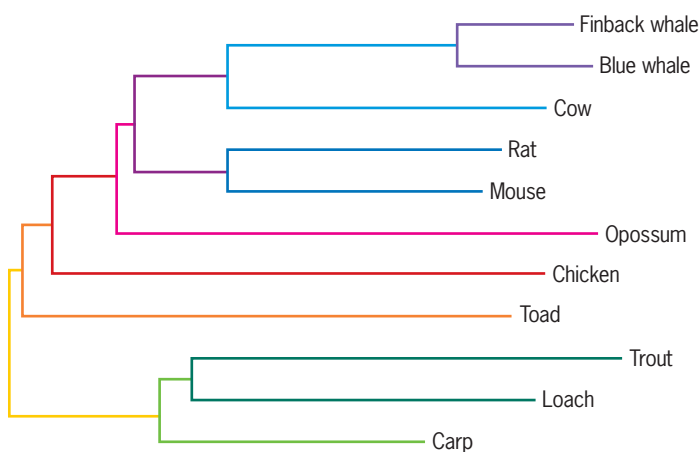 Finback whale
Blue whale
Cow
Rat
Mouse
Opossum
Chicken
Toad
Trout
Loach
Carp